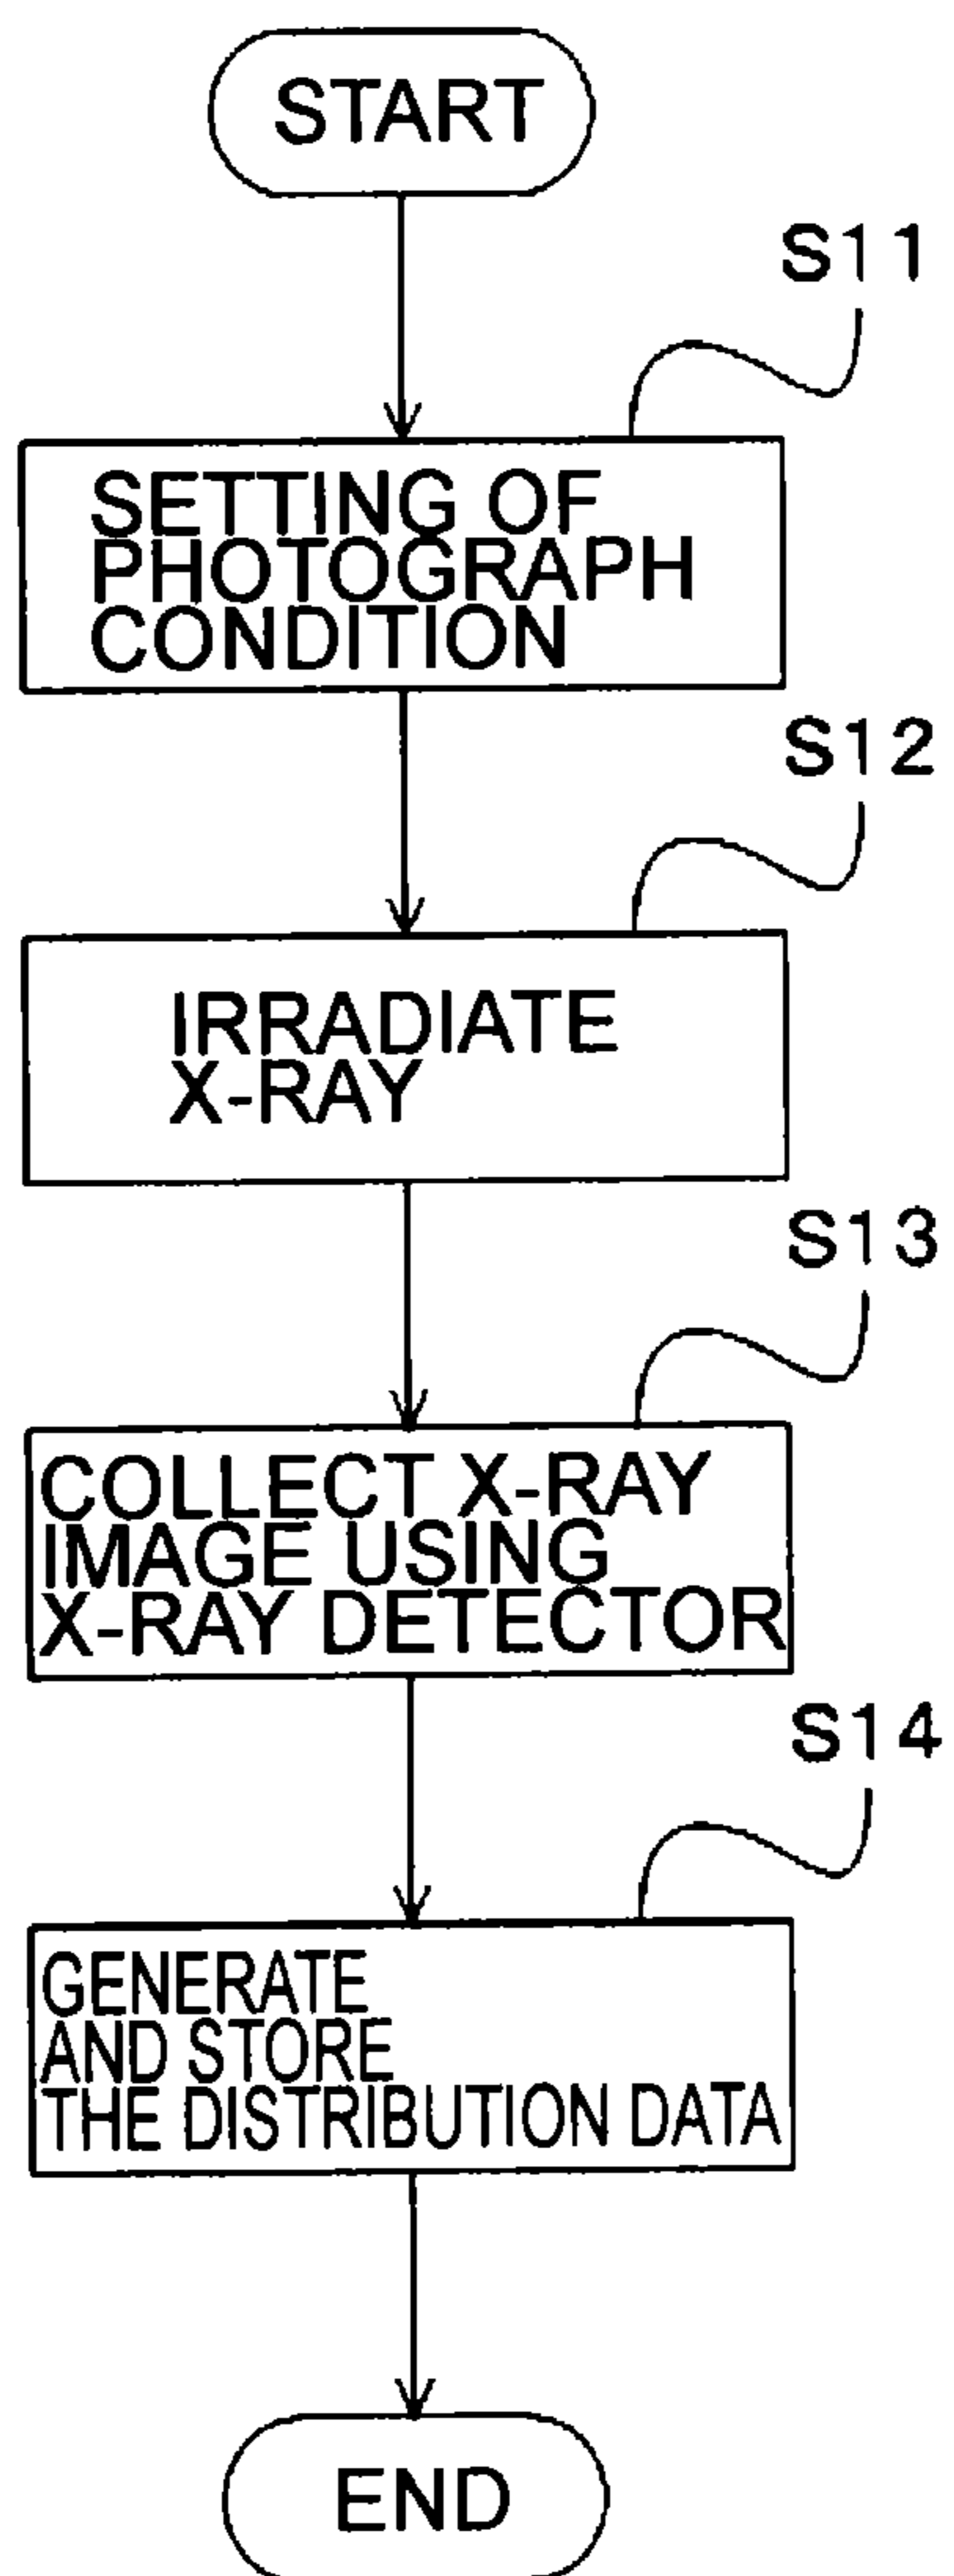 START
S11
SETTING OF
PHOTOGRAPH
CONDITION
S12
IRRADIATE
X-RAY
S13
COLLECT X-RAY
IMAGE USING
X-RAY DETECTOR
S14
GENERATE
AND STORE
THE DISTRIBUTION DATA
END